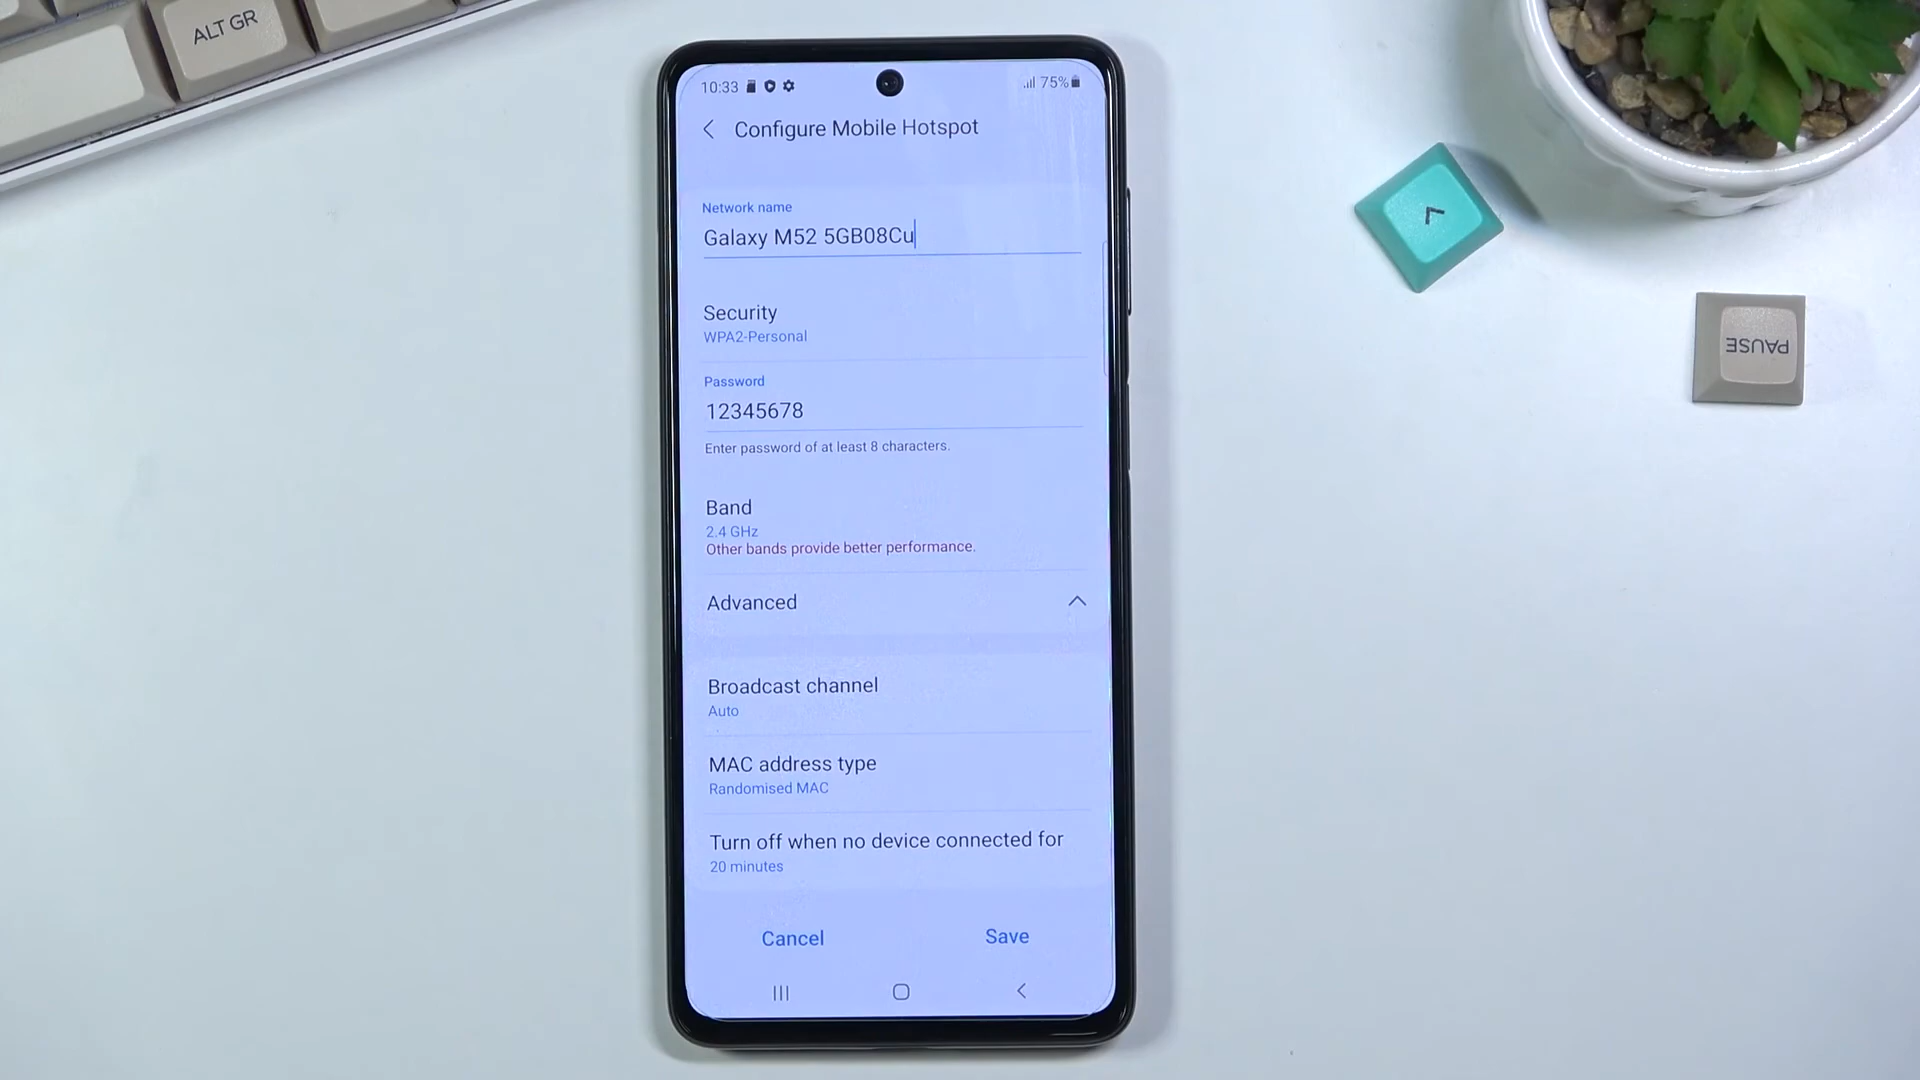 ALT GR
10:33 75%
Configure Mobile Hotspot
Network name
Galaxy M52 5GB08Cu
Security
WPA2-Personal
Password
12345678
Enter password of at least 8 characters.
Band
2.4 GHz
Other bands provide better performance.
Advanced
Broadcast channel
Auto
MAC address type
Randomised MAC
Turn off when no device connected for
20 minutes
Cancel Save
PAUSE